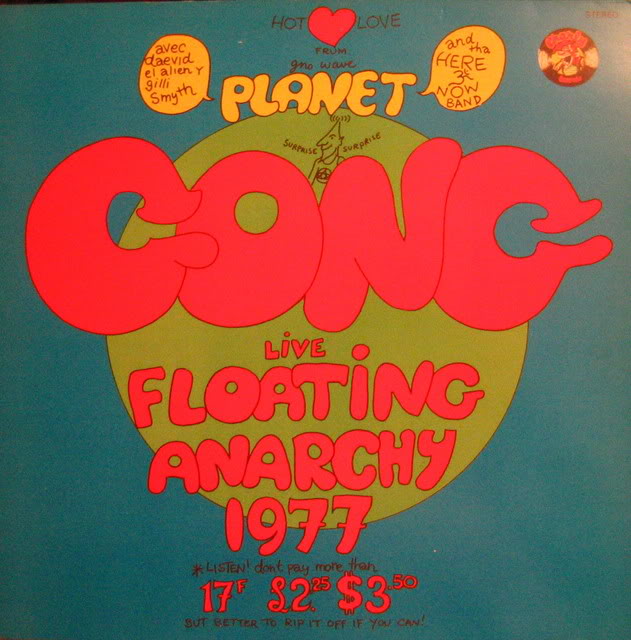 HOT LOVE
STEREO
FROM
gno wave
avec
daevid
el alien y
gilli
Smyth
and tha
HERE
&
NOW
BAND
PLANET
SURPRISE SURPRISE
GONG
LiVE
FLOATiNG
ANARCHY
1977
*LISTEN! dont pay more than
17F £2.25 $3.50
BUT BETTER TO RIP IT OFF IF YOU CAN!